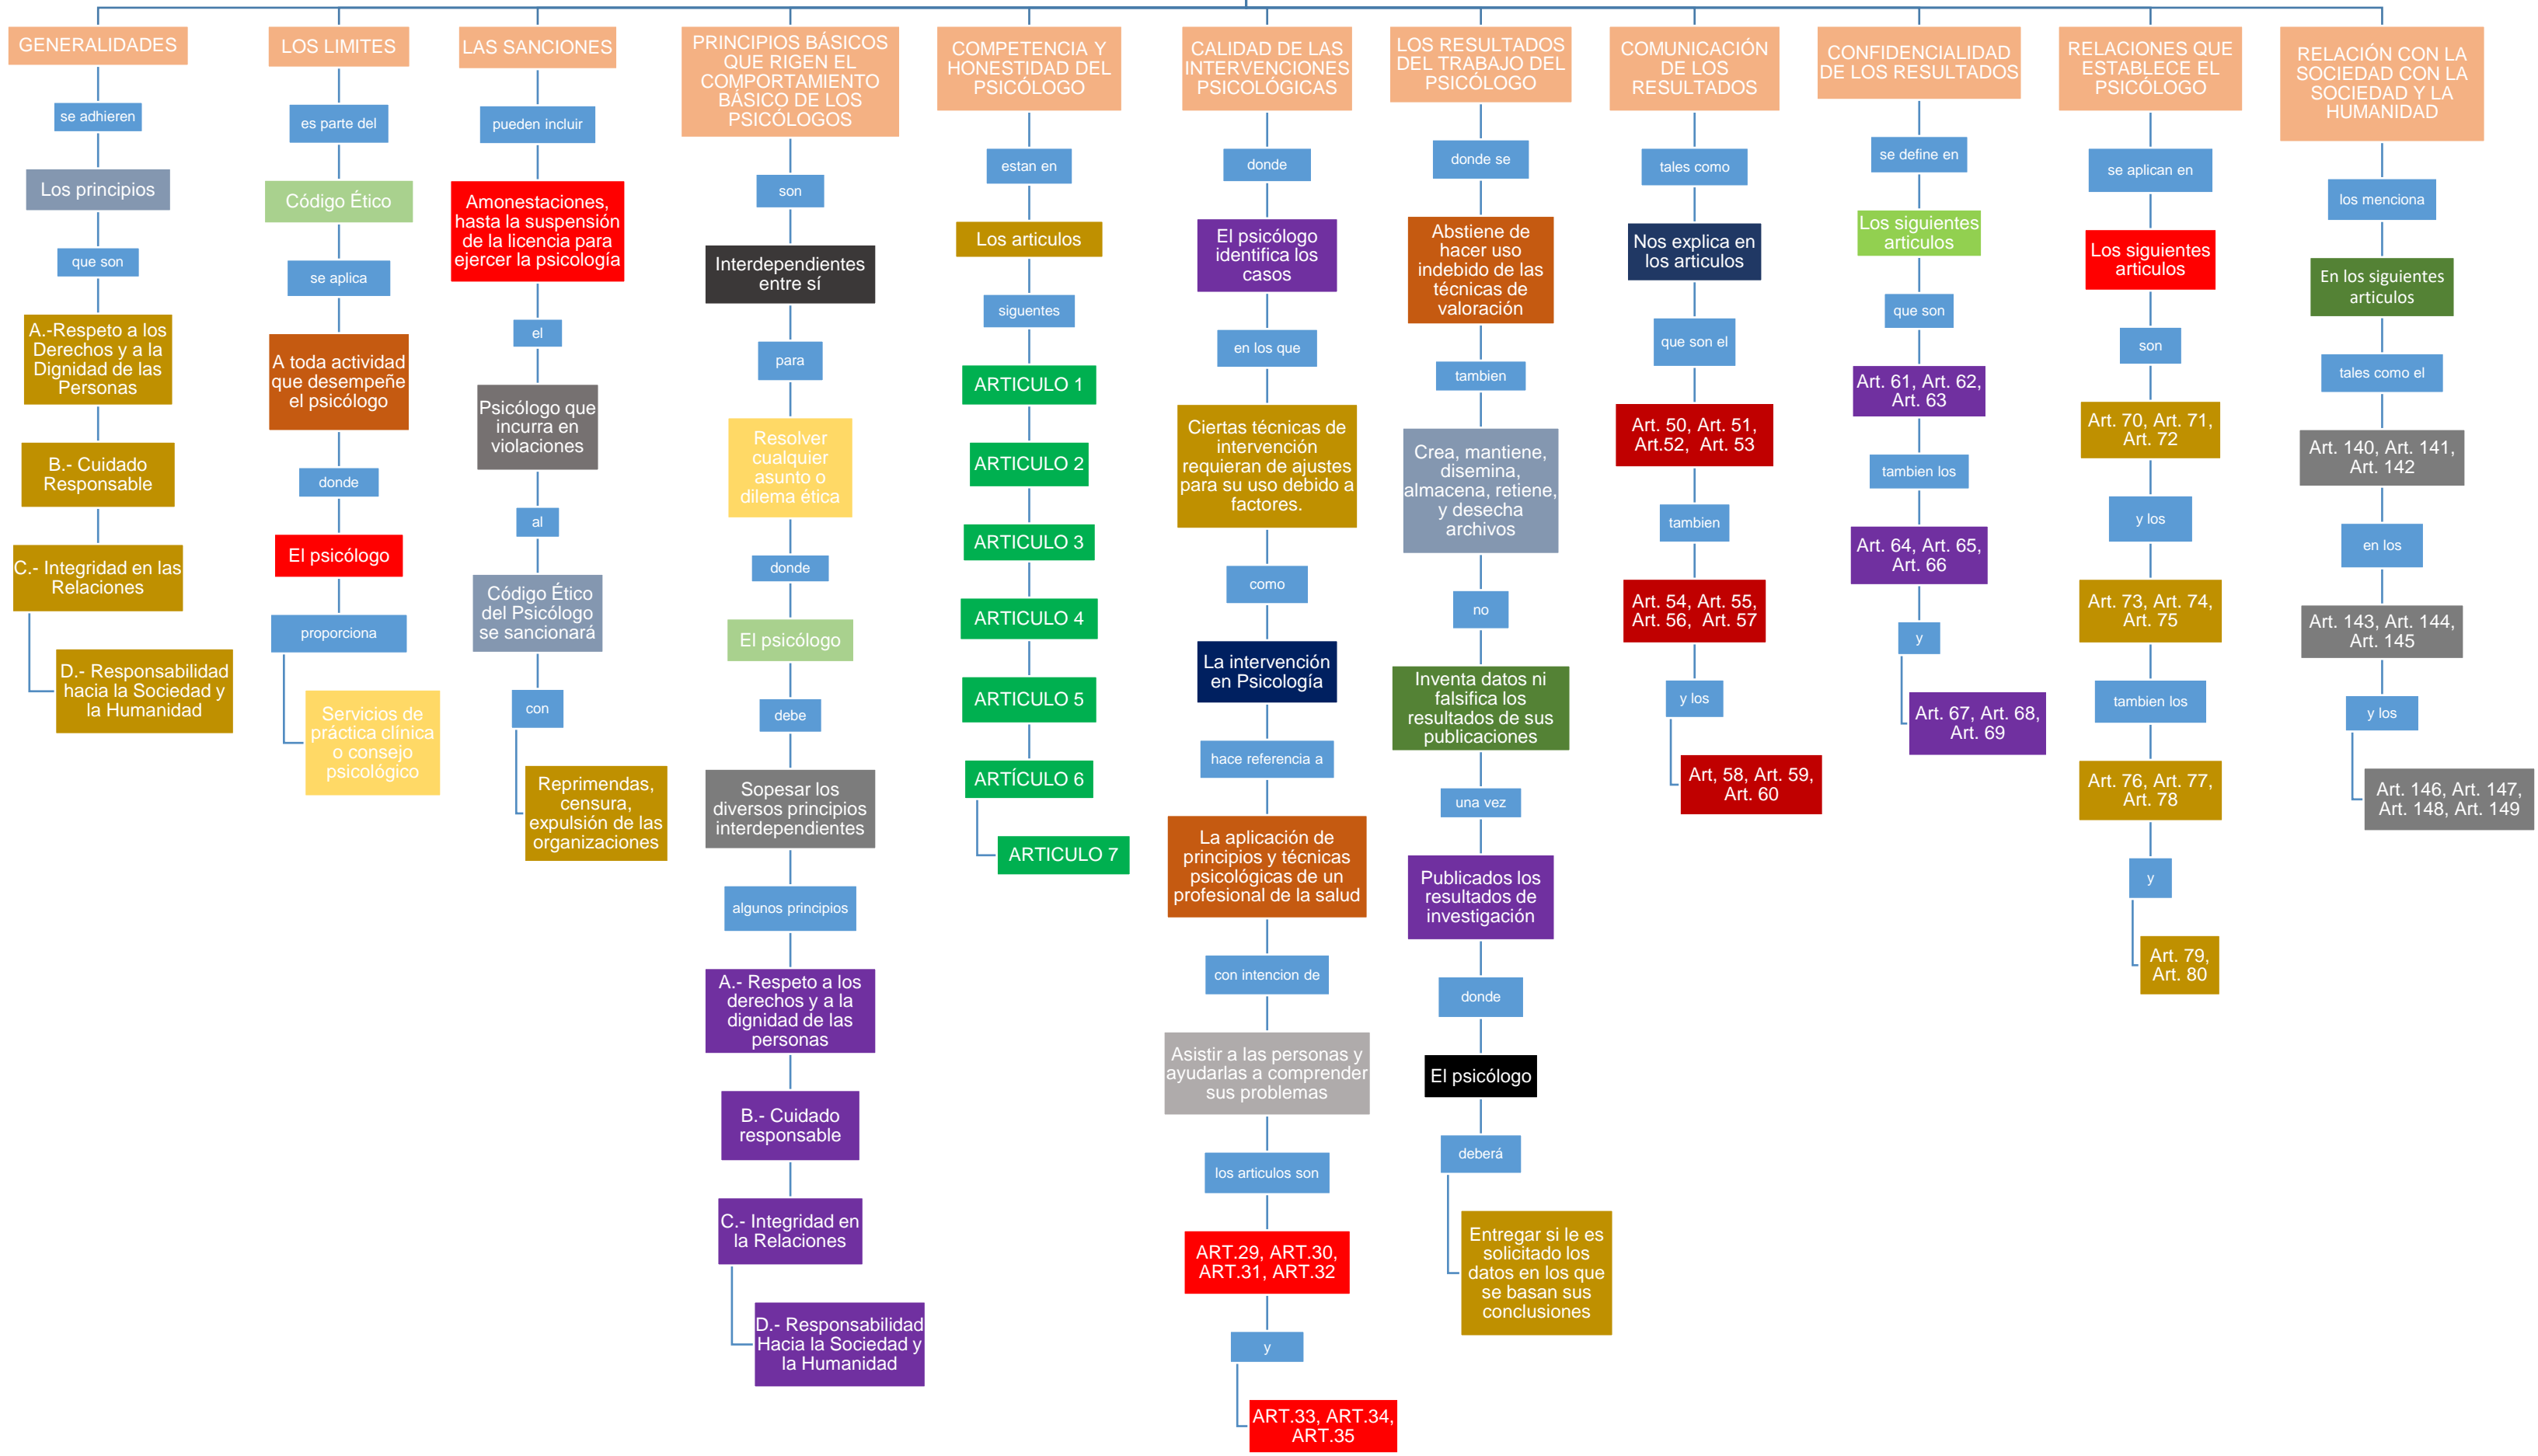 GENERALIDADES
se adhieren
Los principios
que son
A.-Respeto a los
Derechos y a la
Dignidad de las
Personas
B.- Cuidado
Responsable
C.- Integridad en las
Relaciones
D.- Responsabilidad
hacia la Sociedad y
la Humanidad
LOS LIMITES
es parte del
Código Ético
se aplica
A toda actividad
que desempeñe
el psicólogo
donde
El psicólogo
proporciona
Servicios de
práctica clínica
o consejo
psicológico
LAS SANCIONES
pueden incluir
Amonestaciones,
hasta la suspensión
de la licencia para
ejercer la psicología
el
Psicólogo que
incurra en
violaciones
al
Código Ético
del Psicólogo
se sancionará
con
Reprimendas,
censura,
expulsión de las
organizaciones
PRINCIPIOS BÁSICOS
QUE RIGEN EL
COMPORTAMIENTO
BÁSICO DE LOS
PSICÓLOGOS
son
Interdependientes
entre sí
para
Resolver
cualquier
asunto o
dilema ética
donde
El psicólogo
debe
Sopesar los
diversos principios
interdependientes
algunos principios
A.- Respeto a los
derechos y a la
dignidad de las
personas
B.- Cuidado
responsable
C.- Integridad en
la Relaciones
D.- Responsabilidad
Hacia la Sociedad y
la Humanidad
COMPETENCIA Y
HONESTIDAD DEL
PSICÓLOGO
estan en
Los articulos
siguentes
ARTICULO 1
ARTICULO 2
ARTICULO 3
ARTICULO 4
ARTICULO 5
ARTÍCULO 6
ARTICULO 7
CALIDAD DE LAS
INTERVENCIONES
PSICOLÓGICAS
donde
El psicólogo
identifica los
casos
en los que
Ciertas técnicas de
intervención
requieran de ajustes
para su uso debido a
factores.
como
La intervención
en Psicología
hace referencia a
La aplicación de
principios y técnicas
psicológicas de un
profesional de la salud
con intencion de
Asistir a las personas y
ayudarlas a comprender
sus problemas
los articulos son
ART.29, ART.30,
ART.31, ART.32
y
ART.33, ART.34,
ART.35
LOS RESULTADOS
DEL TRABAJO DEL
PSICÓLOGO
donde se
Abstiene de
hacer uso
indebido de las
técnicas de
valoración
tambien
Crea, mantiene,
disemina,
almacena, retiene,
y desecha
archivos
no
Inventa datos ni
falsifica los
resultados de sus
publicaciones
una vez
Publicados los
resultados de
investigación
donde
El psicólogo
deberá
Entregar si le es
solicitado los
datos en los que
se basan sus
conclusiones
COMUNICACIÓN
DE LOS
RESULTADOS
tales como
Nos explica en
los articulos
que son el
Art. 50, Art. 51,
Art.52, Art. 53
tambien
Art. 54, Art. 55,
Art. 56, Art. 57
y los
Art, 58, Art. 59,
Art. 60
CONFIDENCIALIDAD
DE LOS RESULTADOS
se define en
Los siguientes
articulos
que son
Art. 61, Art. 62,
Art. 63
tambien los
Art. 64, Art. 65,
Art. 66
y
Art. 67, Art. 68,
Art. 69
RELACIONES QUE
ESTABLECE EL
PSICÓLOGO
se aplican en
Los siguientes
articulos
son
Art. 70, Art. 71,
Art. 72
y los
Art. 73, Art. 74,
Art. 75
tambien los
Art. 76, Art. 77,
Art. 78
y
Art. 79,
Art. 80
RELACIÓN CON LA
SOCIEDAD CON LA
SOCIEDAD Y LA
HUMANIDAD
los menciona
En los siguientes
articulos
tales como el
Art. 140, Art. 141,
Art. 142
en los
Art. 143, Art. 144,
Art. 145
y los
Art. 146, Art. 147,
Art. 148, Art. 149